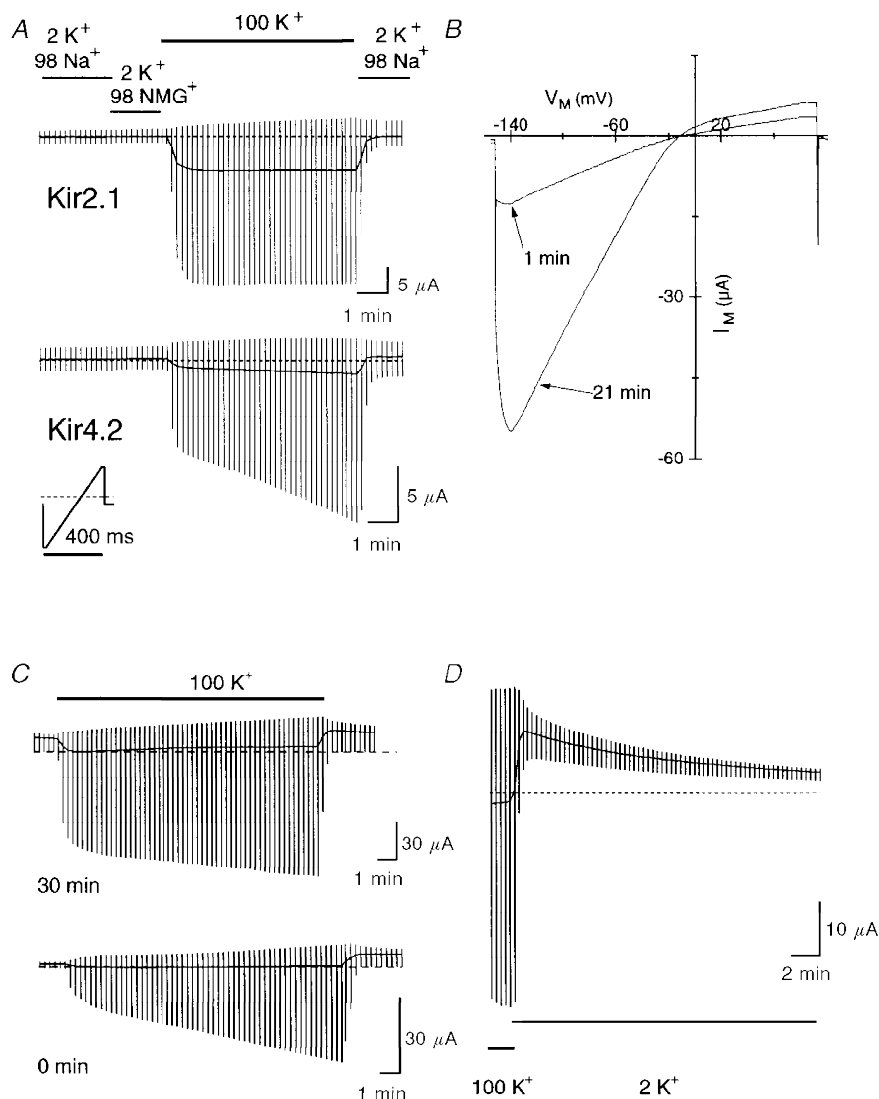 A
2 K⁺
98 Na⁺
2 K⁺
98 NMG⁺
100 K⁺
2 K⁺
98 Na⁺
Kir2.1
5 µA
1 min
Kir4.2
5 µA
1 min
400 ms
B
V_M (mV)
-140
-60
20
1 min
-30
I_M (µA)
21 min
-60
C
100 K⁺
30 µA
1 min
30 min
30 µA
0 min
1 min
D
10 µA
2 min
100 K⁺
2 K⁺